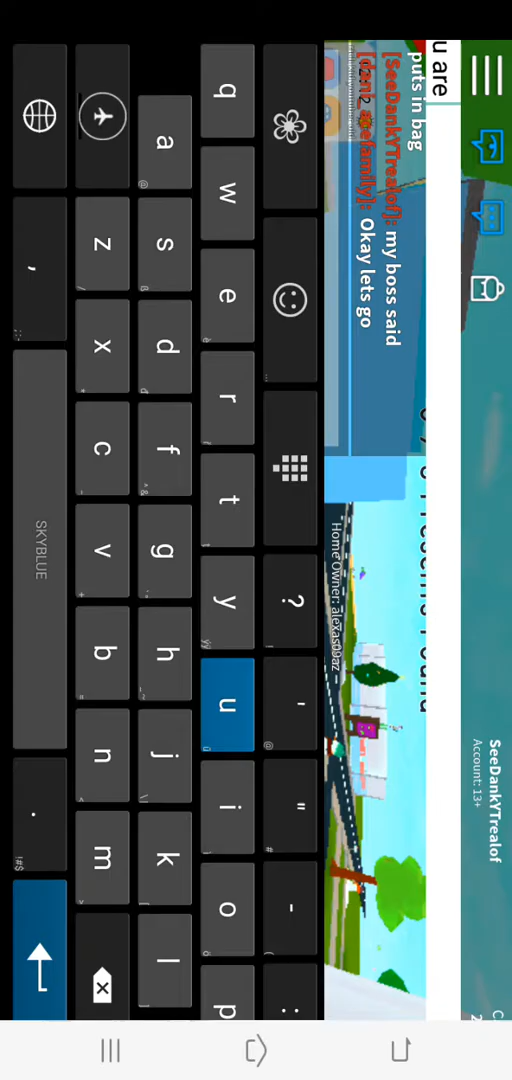 SeeDankYTrealof
Account: 13+
u are
puts in bag
[SeeDankYTrealof]: my boss said
Okay lets go
Home Owner: alexas09az
? ' " - :
q w e r t y u i o p
a s d f g h j k l
z x c v b n m
, SKYBLUE . !#$